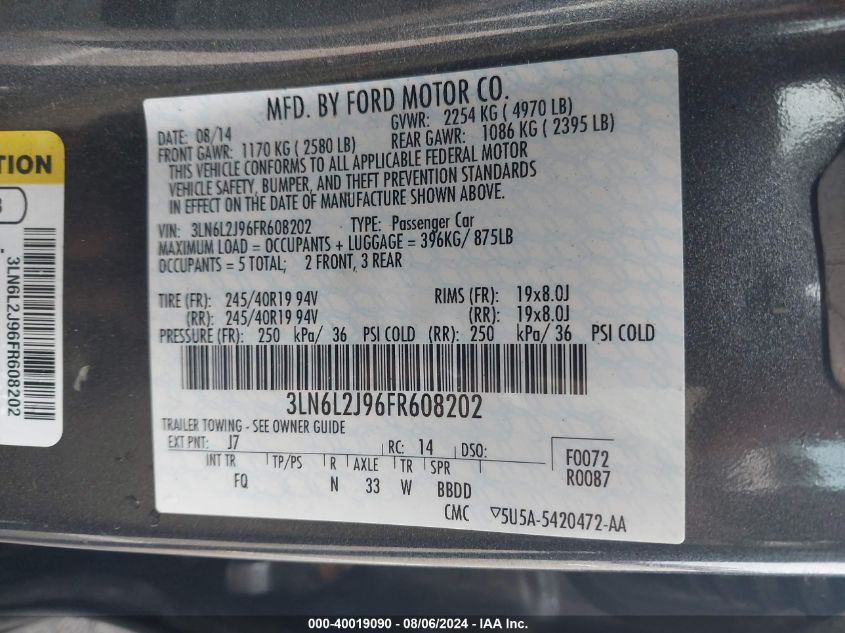 MFD. BY FORD MOTOR CO.
DATE: 08/14 GVWR: 2254 KG ( 4970 LB)
FRONT GAWR: 1170 KG ( 2580 LB) REAR GAWR: 1086 KG ( 2395 LB)
THIS VEHICLE CONFORMS TO ALL APPLICABLE FEDERAL MOTOR
VEHICLE SAFETY, BUMPER, AND THEFT PREVENTION STANDARDS
IN EFFECT ON THE DATE OF MANUFACTURE SHOWN ABOVE.
VIN: 3LN6L2J96FR608202 TYPE: Passenger Car
MAXIMUM LOAD = OCCUPANTS + LUGGAGE = 396KG/ 875LB
OCCUPANTS = 5 TOTAL; 2 FRONT, 3 REAR
TIRE (FR): 245/40R19 94V RIMS (FR): 19x8.0J
(RR): 245/40R19 94V (RR): 19x8.0J
PRESSURE (FR): 250 kPa/ 36 PSI COLD (RR): 250 kPa/ 36 PSI COLD
3LN6L2J96FR608202
TRAILER TOWING - SEE OWNER GUIDE
EXT PNT: J7 RC: 14 DSO: F0072
INT TR TP/PS R AXLE TR SPR R0087
FQ N 33 W BBDD
CMC ▽5U5A-5420472-AA
TION
3
3LN6L2J96FR608202
000-40019090 - 08/06/2024 - IAA Inc.